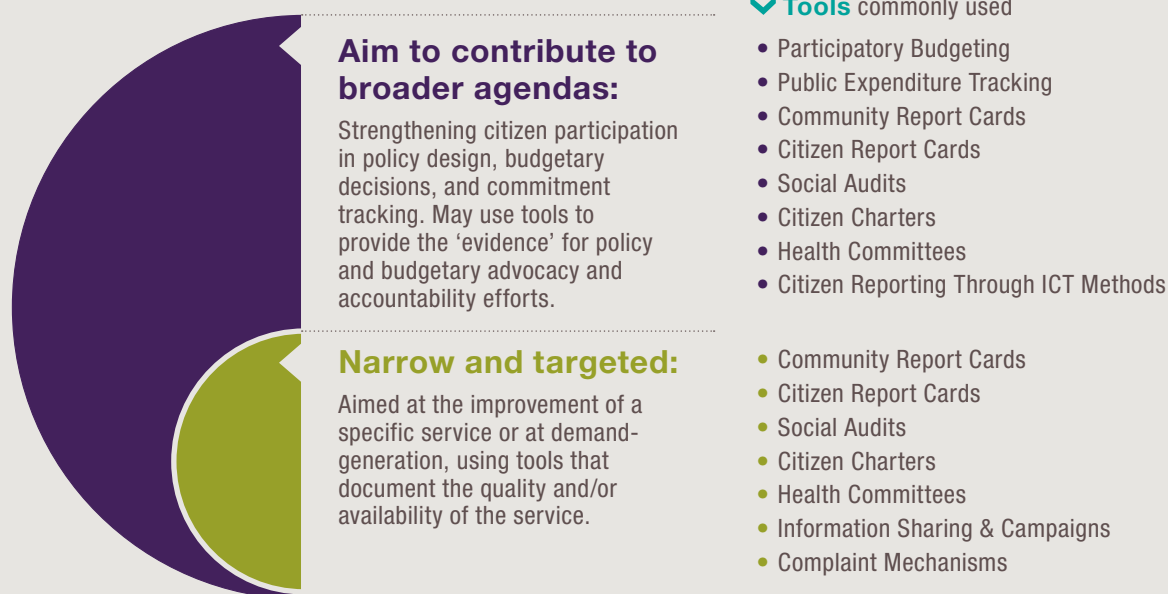 Tools commonly used
Aim to contribute to
broader agendas:
Strengthening citizen participation
in policy design, budgetary
decisions, and commitment
tracking. May use tools to
provide the ‘evidence’ for policy
and budgetary advocacy and
accountability efforts.
• Participatory Budgeting
• Public Expenditure Tracking
• Community Report Cards
• Citizen Report Cards
• Social Audits
• Citizen Charters
• Health Committees
• Citizen Reporting Through ICT Methods
Narrow and targeted:
Aimed at the improvement of a
specific service or at demand-
generation, using tools that
document the quality and/or
availability of the service.
• Community Report Cards
• Citizen Report Cards
• Social Audits
• Citizen Charters
• Health Committees
• Information Sharing & Campaigns
• Complaint Mechanisms